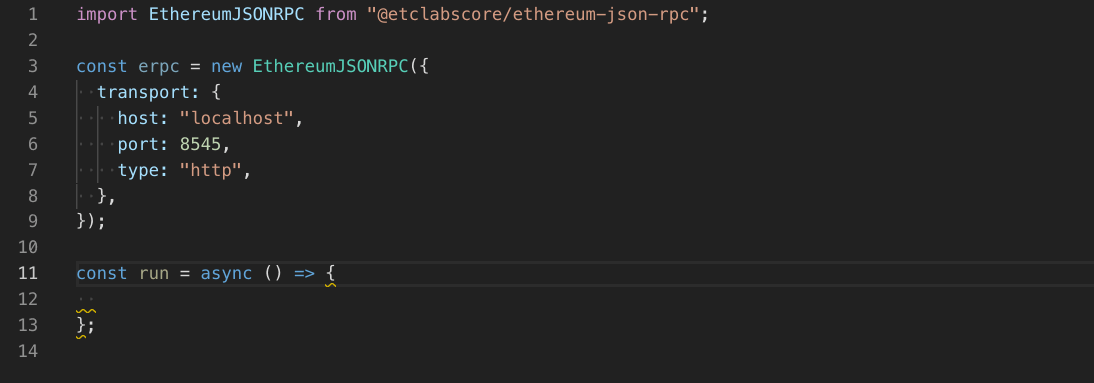 1 import EthereumJSONRPC from "@etclabscore/ethereum-json-rpc";
2
3 const erpc = new EthereumJSONRPC({
4 transport: {
5 host: "localhost",
6 port: 8545,
7 type: "http",
8 },
9 });
10
11 const run = async () => {
12
13 };
14